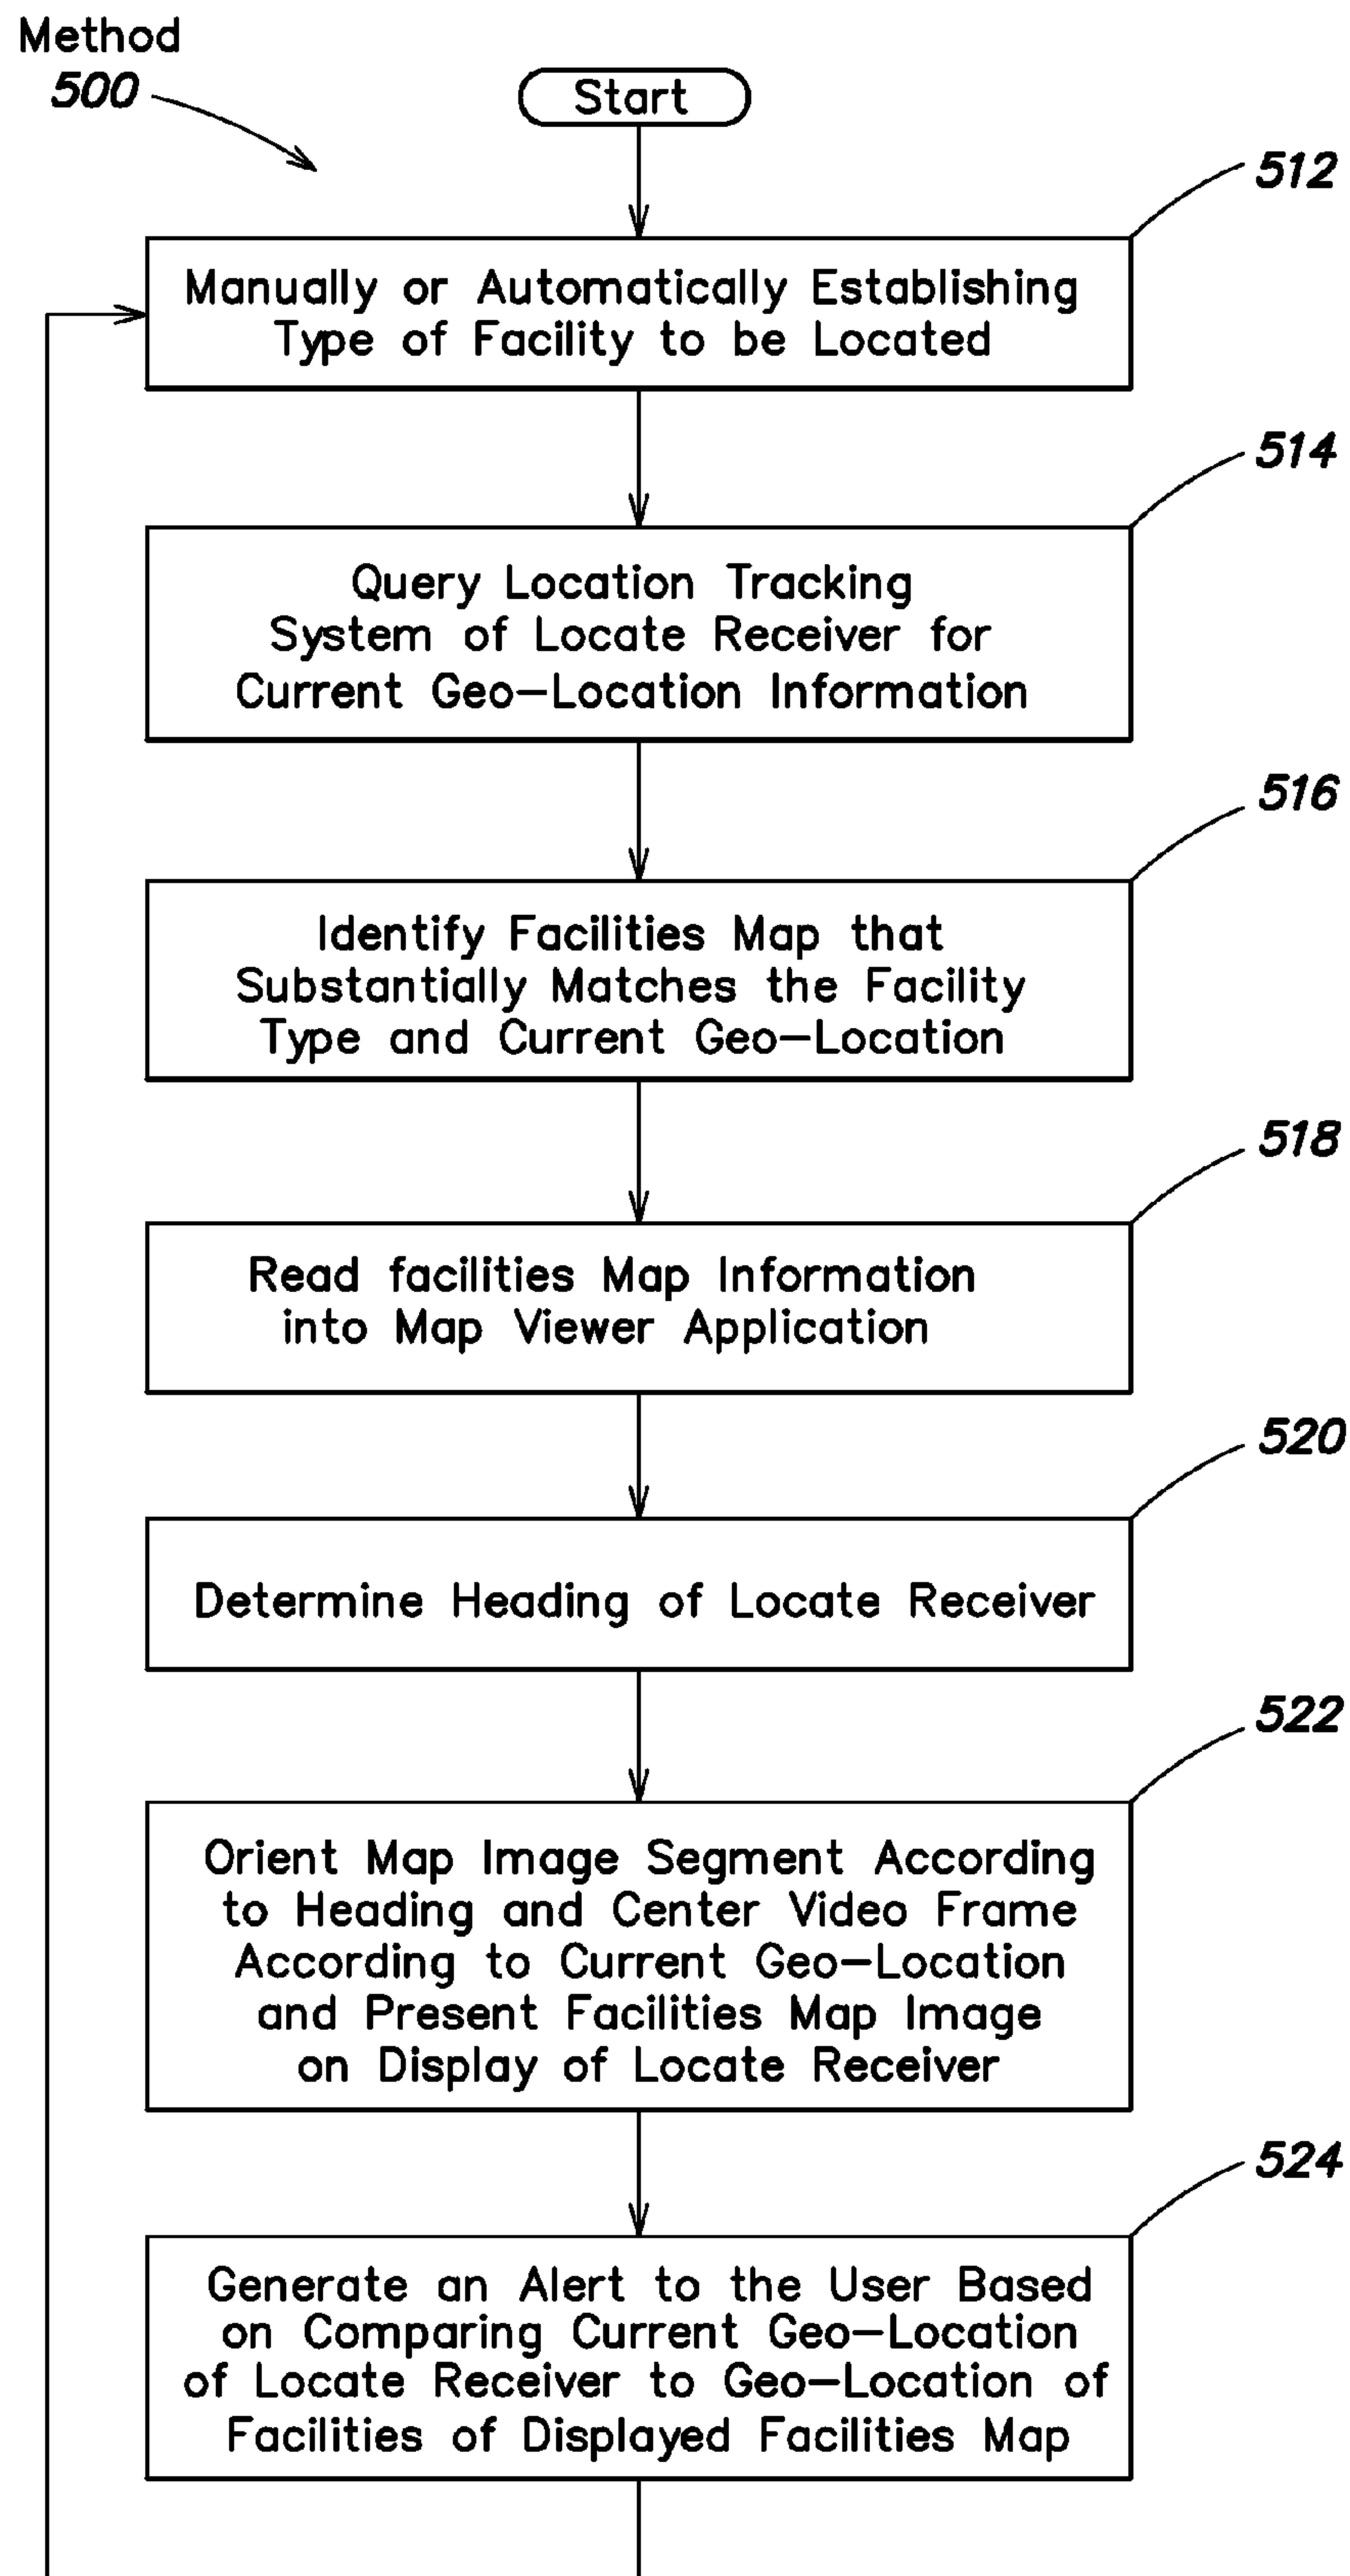 Method
500
Start
512
Manually or Automatically Establishing
Type of Facility to be Located
514
Query Location Tracking
System of Locate Receiver for
Current Geo-Location Information
516
Identify Facilities Map that
Substantially Matches the Facility
Type and Current Geo-Location
518
Read facilities Map Information
into Map Viewer Application
520
Determine Heading of Locate Receiver
522
Orient Map Image Segment According
to Heading and Center Video Frame
According to Current Geo-Location
and Present Facilities Map Image
on Display of Locate Receiver
524
Generate an Alert to the User Based
on Comparing Current Geo-Location
of Locate Receiver to Geo-Location of
Facilities of Displayed Facilities Map